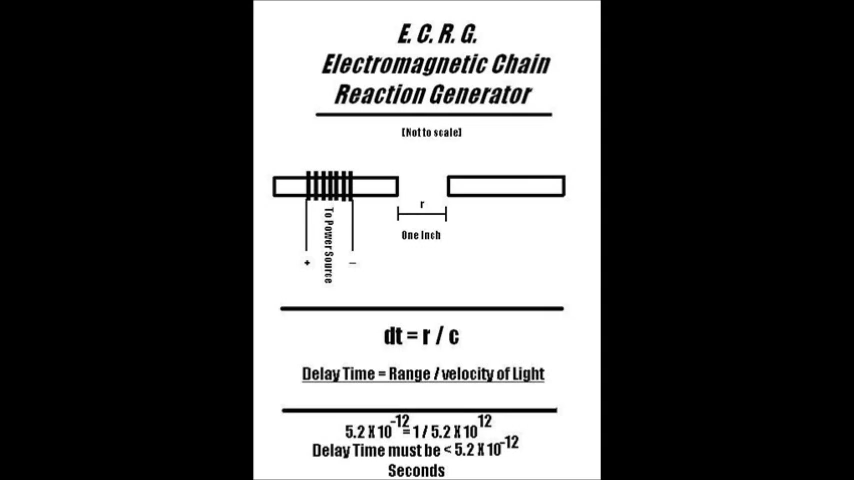 E. C. R. G.
Electromagnetic Chain
Reaction Generator
[Not to scale]
r
One Inch
To Power Source
+ –
dt = r / c
Delay Time = Range / velocity of Light
5.2 X 10⁻¹² = 1 / 5.2 X 10¹²
Delay Time must be < 5.2 X 10⁻¹²
Seconds